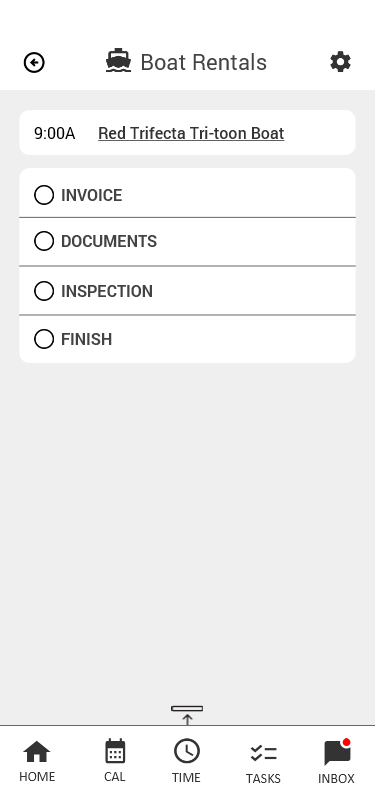 Boat Rentals
9:00A Red Trifecta Tri-toon Boat
INVOICE
DOCUMENTS
INSPECTION
FINISH
HOME CAL TIME TASKS INBOX